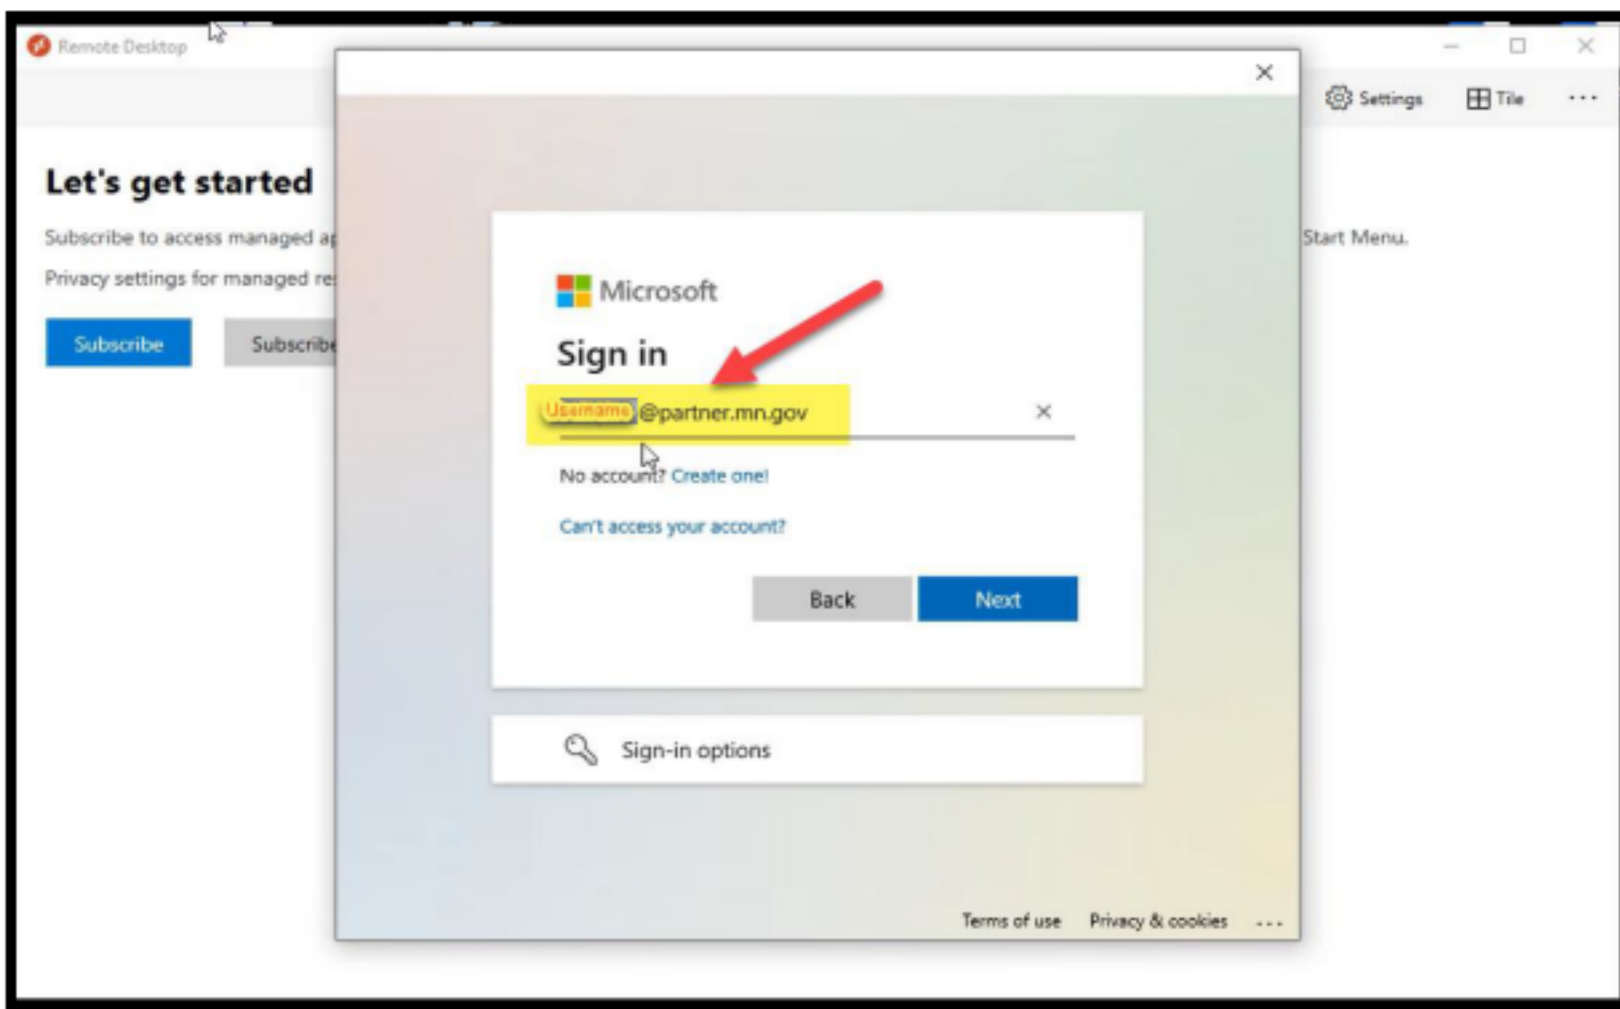 Remote Desktop
Settings
Tile
Let's get started
Subscribe to access managed
Start Menu.
Privacy settings for managed
Subscribe
Subscribe
Microsoft
Sign in
Username @partner.mn.gov
No account? Create one!
Can't access your account?
Back
Next
Sign-in options
Terms of use
Privacy & cookies